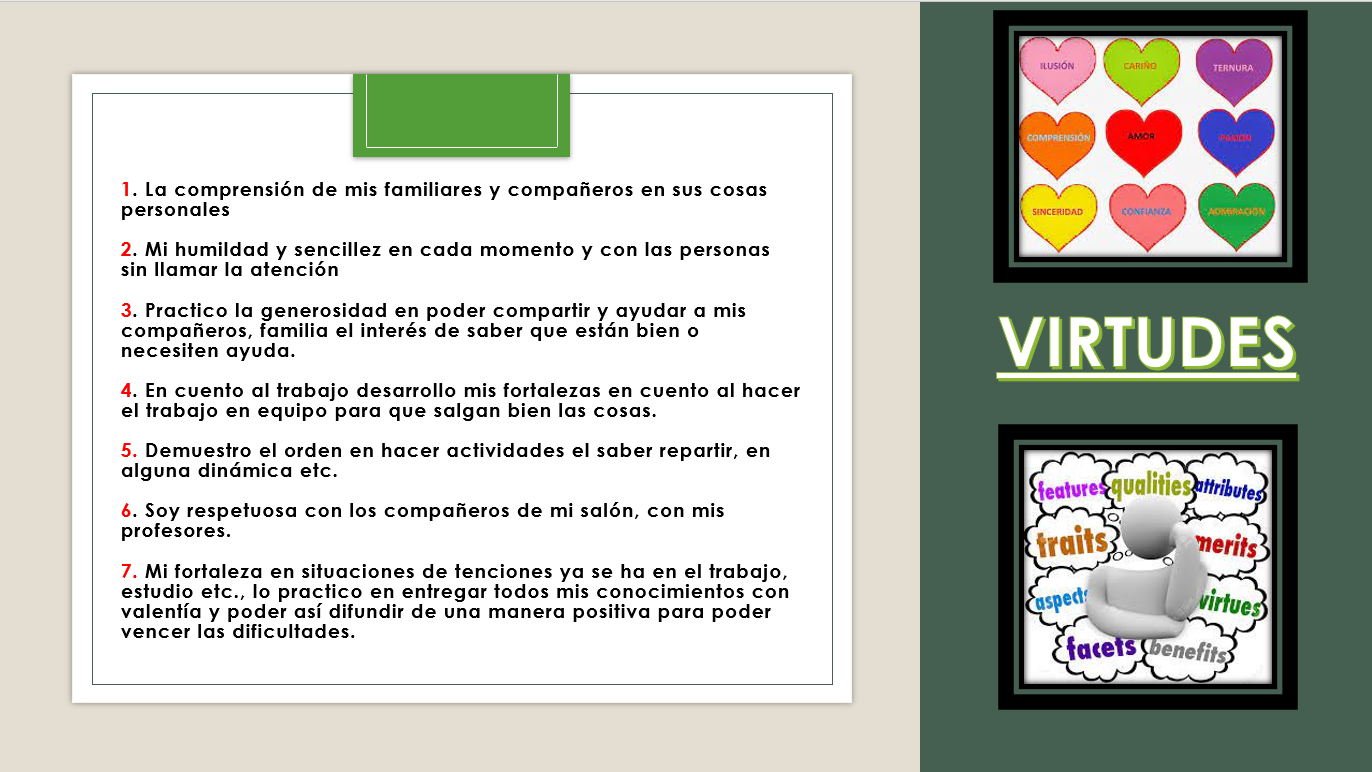 1. La comprensión de mis familiares y compañeros en sus cosas
personales
2. Mi humildad y sencillez en cada momento y con las personas
sin llamar la atención
3. Practico la generosidad en poder compartir y ayudar a mis
compañeros, familia el interés de saber que están bien o
necesiten ayuda.
4. En cuento al trabajo desarrollo mis fortalezas en cuento al hacer
el trabajo en equipo para que salgan bien las cosas.
5. Demuestro el orden en hacer actividades el saber repartir, en
alguna dinámica etc.
6. Soy respetuosa con los compañeros de mi salón, con mis
profesores.
7. Mi fortaleza en situaciones de tenciones ya se ha en el trabajo,
estudio etc., lo practico en entregar todos mis conocimientos con
valentía y poder así difundir de una manera positiva para poder
vencer las dificultades.
ILUSIÓN CARIÑO TERNURA
COMPRENSIÓN AMOR PASIÓN
SINCERIDAD CONFIANZA ADMIRACIÓN
VIRTUDES
features qualities attributes
traits merits
aspects virtues
facets benefits